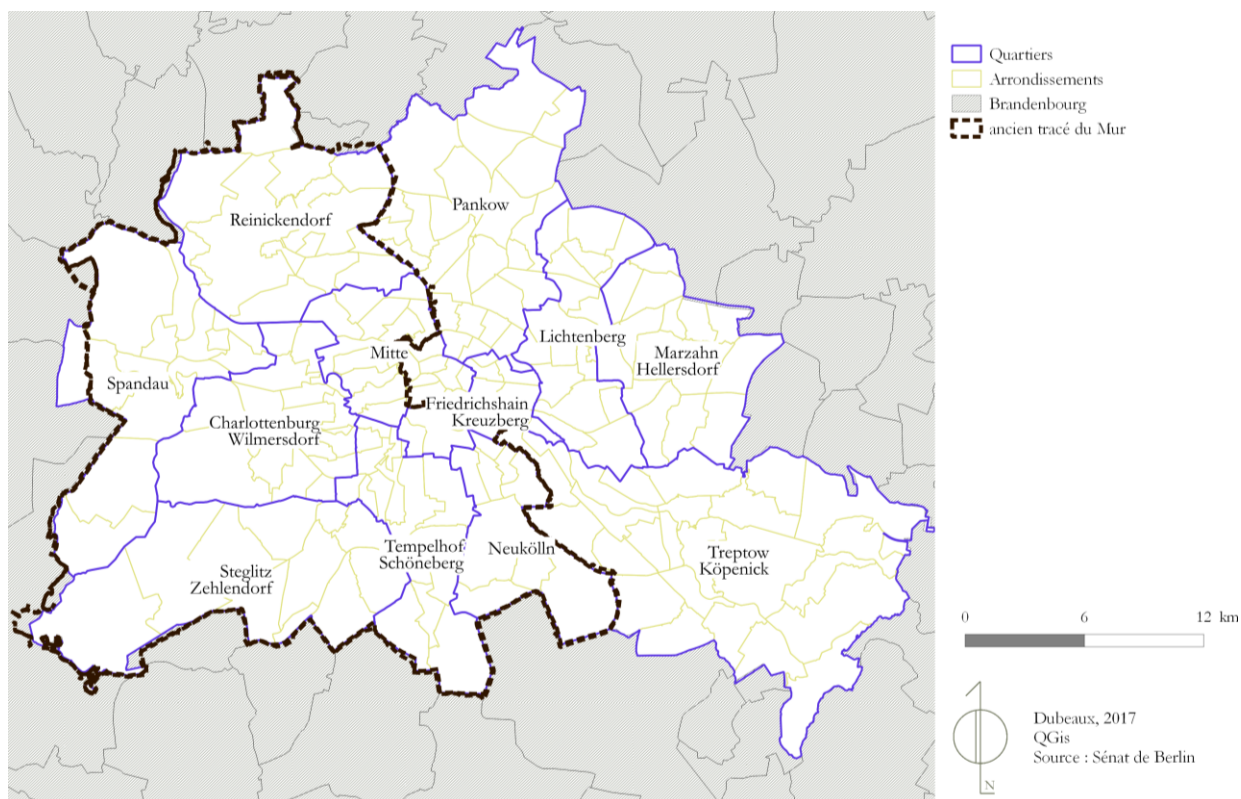 Quartiers
Arrondissements
Brandenbourg
ancien tracé du Mur
Reinickendorf
Pankow
Lichtenberg
Mitte
Marzahn
Hellersdorf
Spandau
Friedrichshain
Kreuzberg
Charlottenburg
Wilmersdorf
Tempelhof
Schöneberg
Neukölln
Treptow
Köpenick
Steglitz
Zehlendorf
0 6 12 km
Dubeaux, 2017
QGis
Source : Sénat de Berlin
N